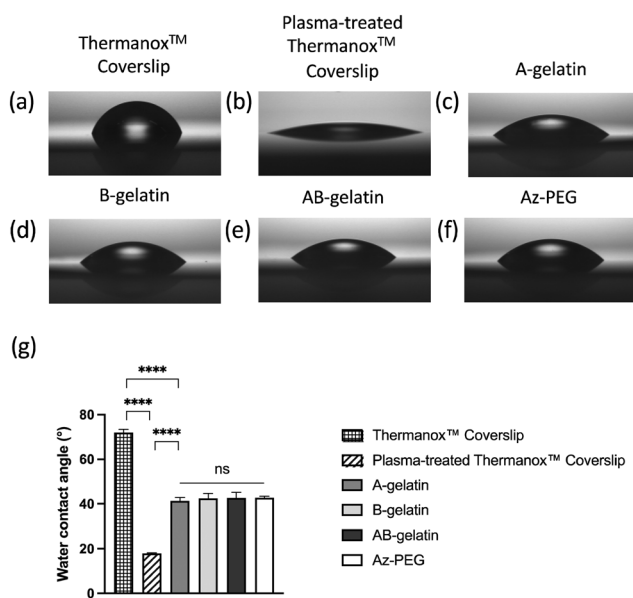 Thermanox™
Coverslip
Plasma-treated
Thermanox™
Coverslip
A-gelatin
(a)
(b)
(c)
B-gelatin
AB-gelatin
Az-PEG
(d)
(e)
(f)
(g)
****
****
****
ns
Water contact angle (°)
80
60
40
20
0
Thermanox™ Coverslip
Plasma-treated Thermanox™ Coverslip
A-gelatin
B-gelatin
AB-gelatin
Az-PEG